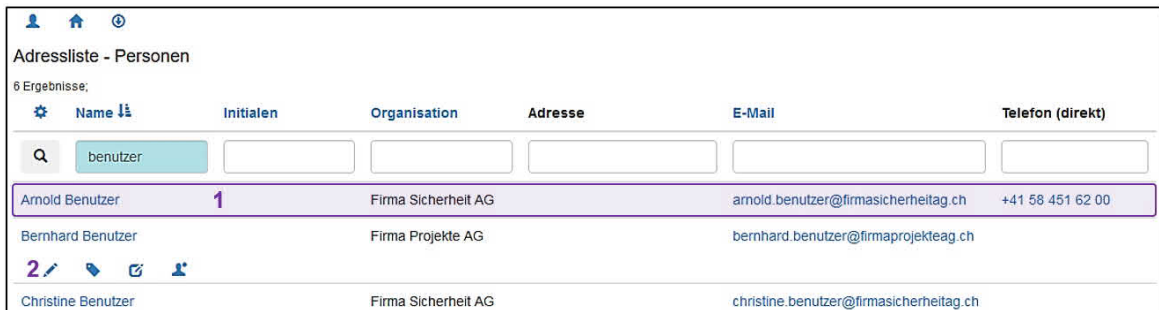 Adressliste - Personen
6 Ergebnisse;
Name Initialen Organisation Adresse E-Mail Telefon (direkt)
benutzer
Arnold Benutzer 1 Firma Sicherheit AG arnold.benutzer@firmasicherheitag.ch +41 58 451 62 00
Bernhard Benutzer Firma Projekte AG bernhard.benutzer@firmaprojekteag.ch
2
Christine Benutzer Firma Sicherheit AG christine.benutzer@firmasicherheitag.ch